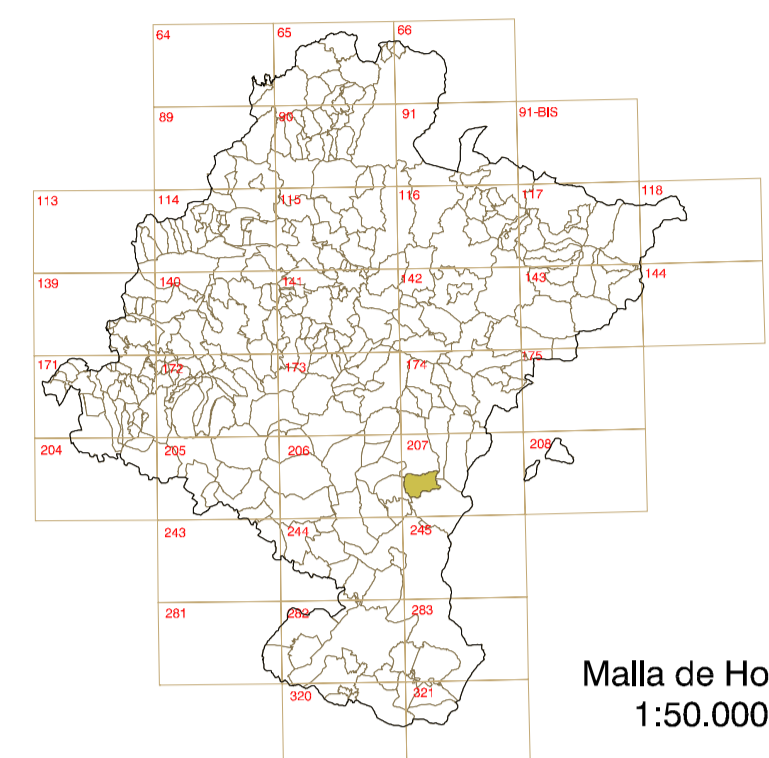 64 65 66
89 90 91 91-BIS
113 114 115 116 117 118
139 140 141 142 143 144
171 172 173 174 175
204 205 206 207 208
243 244 245
281 282 283
320 321
Malla de Ho
1:50.000